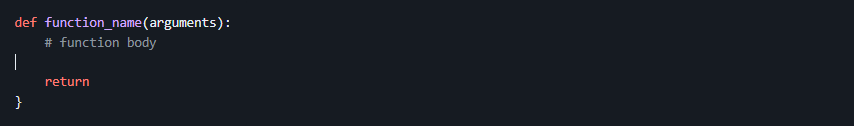 def function_name(arguments):
    # function body
    return
}